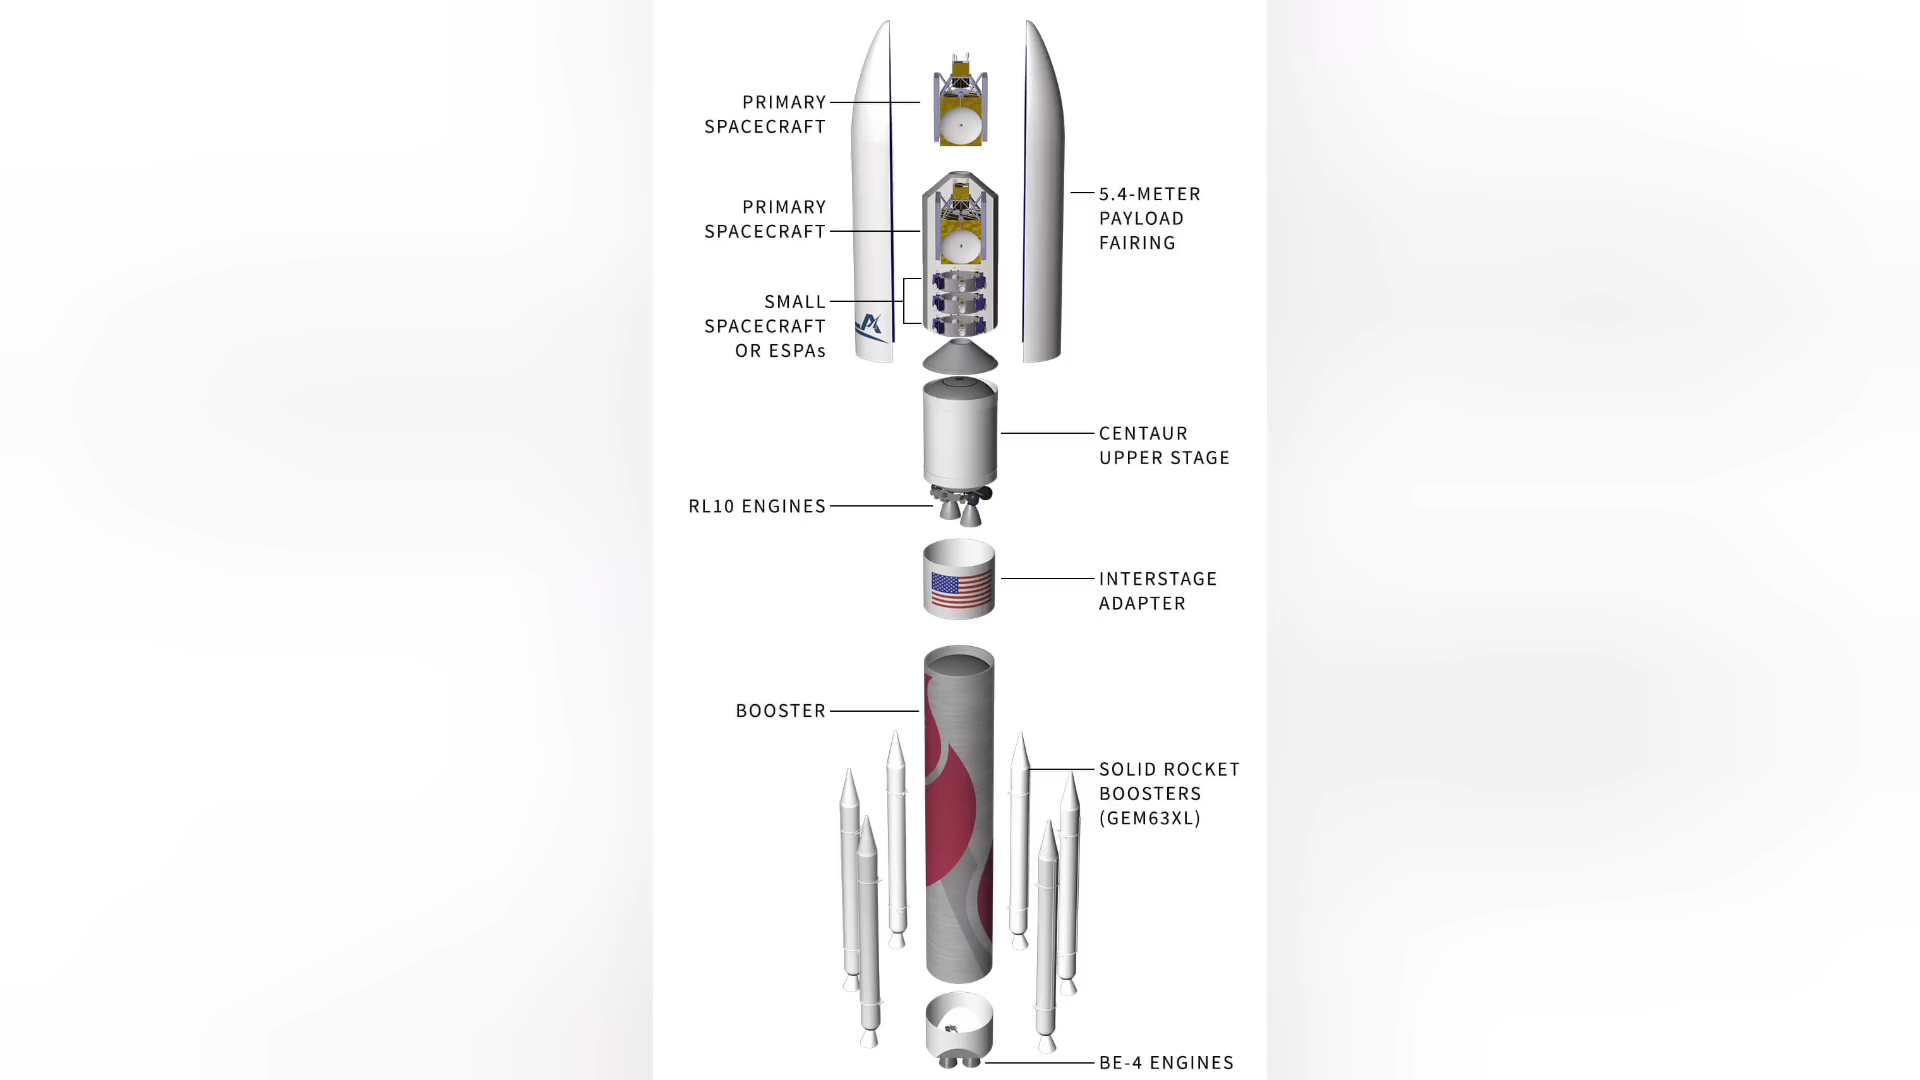 PRIMARY
SPACECRAFT
5.4-METER
PAYLOAD
FAIRING
PRIMARY
SPACECRAFT
SMALL
SPACECRAFT
OR ESPAs
CENTAUR
UPPER STAGE
RL10 ENGINES
INTERSTAGE
ADAPTER
BOOSTER
SOLID ROCKET
BOOSTERS
(GEM63XL)
BE-4 ENGINES